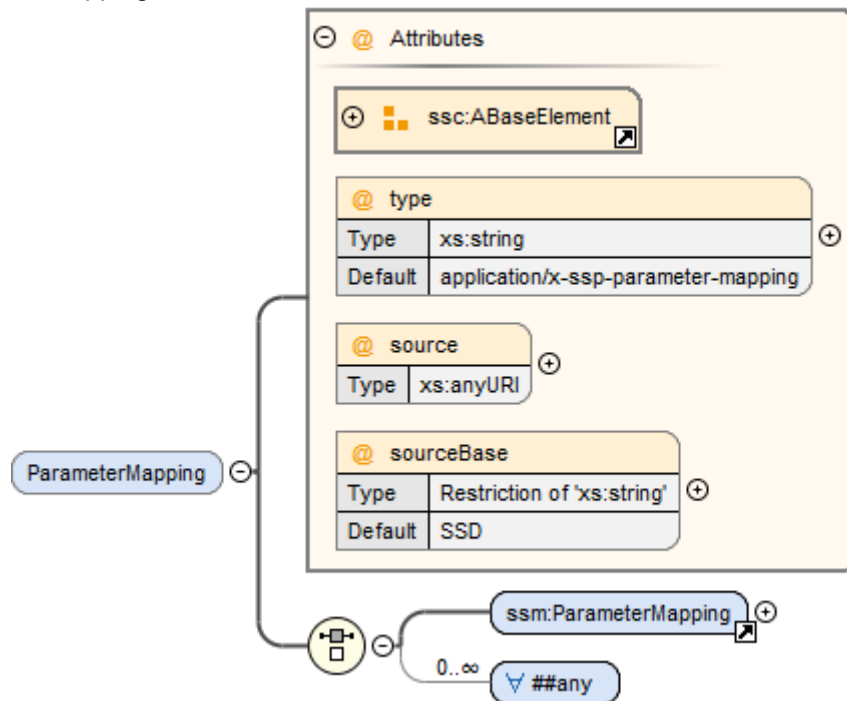 @ Attributes
ssc:ABaseElement
@ type
Type xs:string
Default application/x-ssp-parameter-mapping
@ source
Type xs:anyURI
@ sourceBase
Type Restriction of 'xs:string'
Default SSD
ParameterMapping
ssm:ParameterMapping
0..∞
∀ ##any